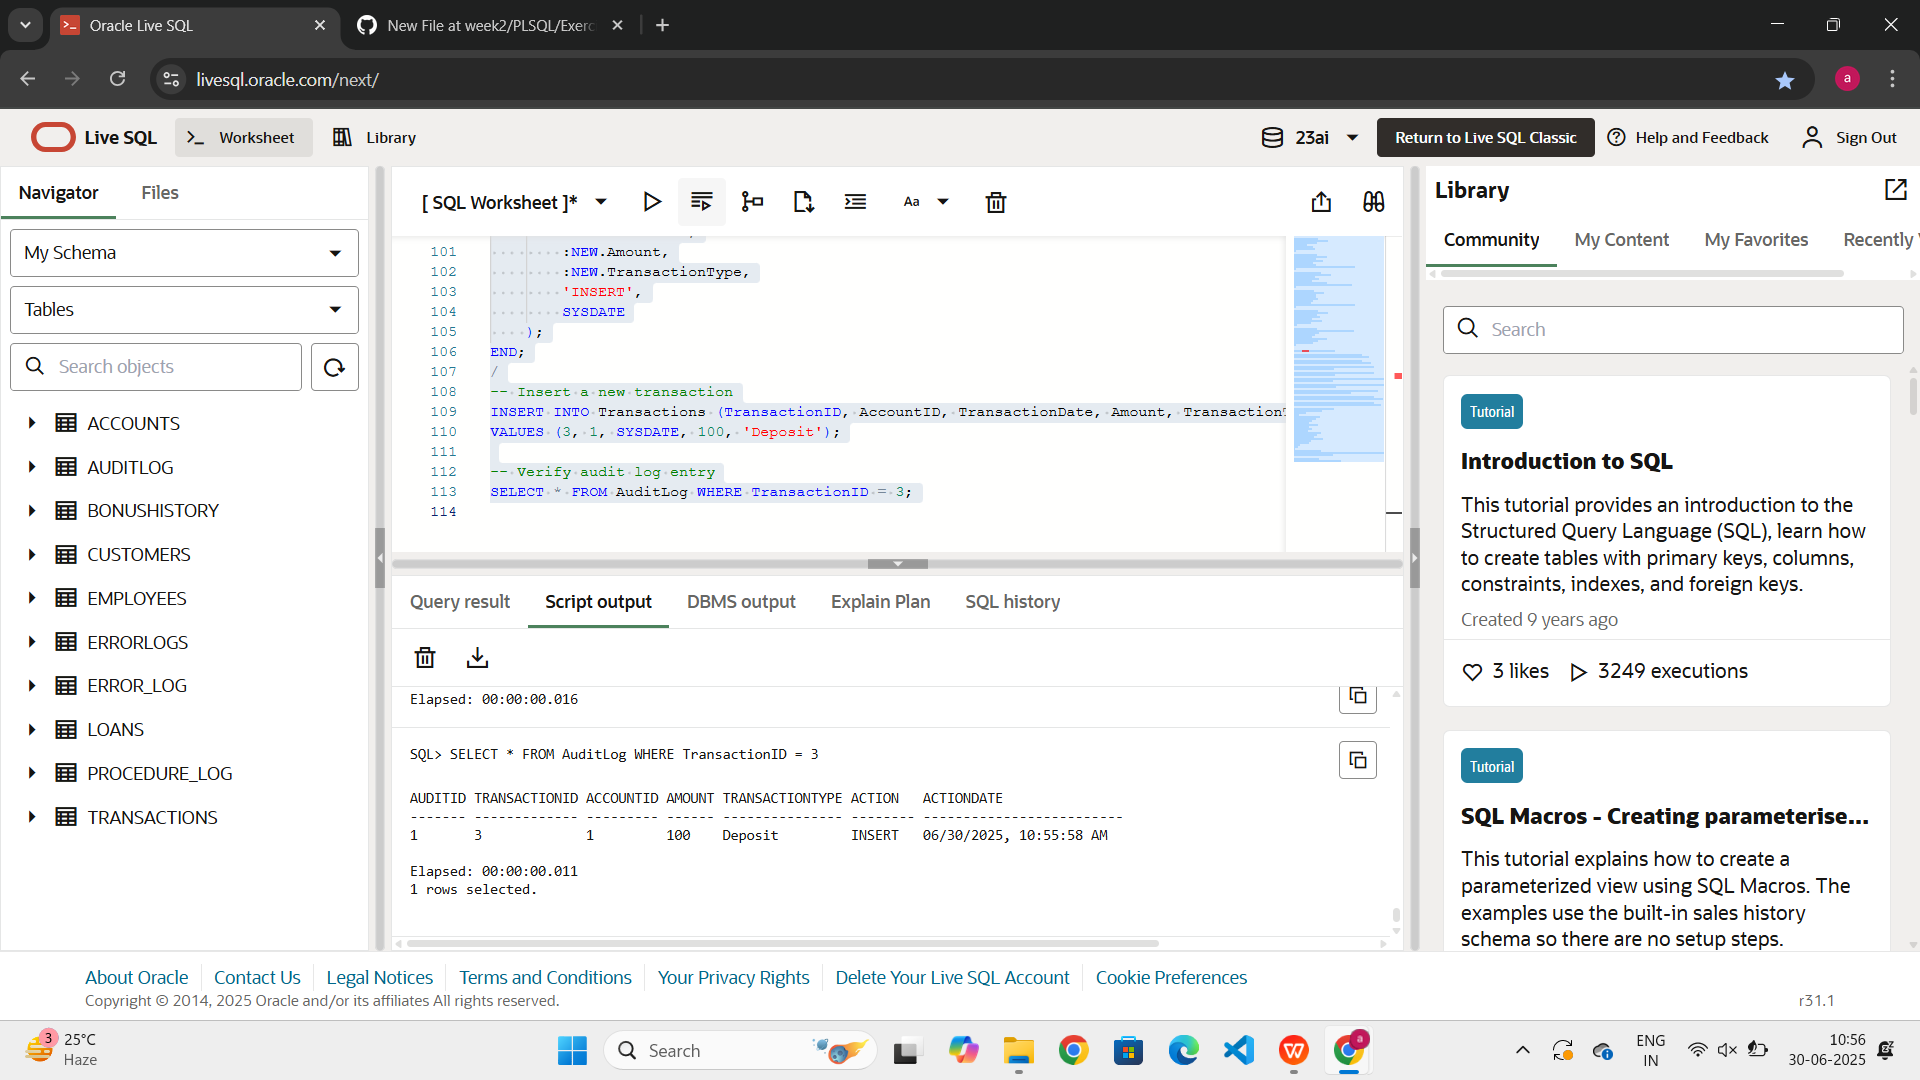 Oracle Live SQL
New File at week2/PLSQL/Exerc
livesql.oracle.com/next/
a
Live SQL
Worksheet
Library
23ai
Return to Live SQL Classic
Help and Feedback
Sign Out
Navigator
Files
My Schema
Tables
Search objects
ACCOUNTS
AUDITLOG
BONUSHISTORY
CUSTOMERS
EMPLOYEES
ERRORLOGS
ERROR_LOG
LOANS
PROCEDURE_LOG
TRANSACTIONS
[ SQL Worksheet ]*
Aa
101 :NEW.Amount,
102 :NEW.TransactionType,
103 'INSERT',
104 SYSDATE
105 );
106 END;
107 /
108 -- Insert a new transaction
109 INSERT INTO Transactions (TransactionID, AccountID, TransactionDate, Amount, Transaction
110 VALUES (3, 1, SYSDATE, 100, 'Deposit');
111
112 -- Verify audit log entry
113 SELECT * FROM AuditLog WHERE TransactionID = 3;
114
Query result
Script output
DBMS output
Explain Plan
SQL history
Elapsed: 00:00:00.016
SQL> SELECT * FROM AuditLog WHERE TransactionID = 3
AUDITID TRANSACTIONID ACCOUNTID AMOUNT TRANSACTIONTYPE ACTION ACTIONDATE
------- ------------- --------- ------ --------------- -------- -------------------------
1 3 1 100 Deposit INSERT 06/30/2025, 10:55:58 AM
Elapsed: 00:00:00.011
1 rows selected.
Library
Community
My Content
My Favorites
Recently
Search
Tutorial
Introduction to SQL
This tutorial provides an introduction to the
Structured Query Language (SQL), learn how
to create tables with primary keys, columns,
constraints, indexes, and foreign keys.
Created 9 years ago
3 likes
3249 executions
Tutorial
SQL Macros - Creating parameterise...
This tutorial explains how to create a
parameterized view using SQL Macros. The
examples use the built-in sales history
schema so there are no setup steps.
About Oracle
Contact Us
Legal Notices
Terms and Conditions
Your Privacy Rights
Delete Your Live SQL Account
Cookie Preferences
Copyright © 2014, 2025 Oracle and/or its affiliates All rights reserved.
r31.1
3
25°C
Haze
Search
a
ENG
IN
10:56
30-06-2025